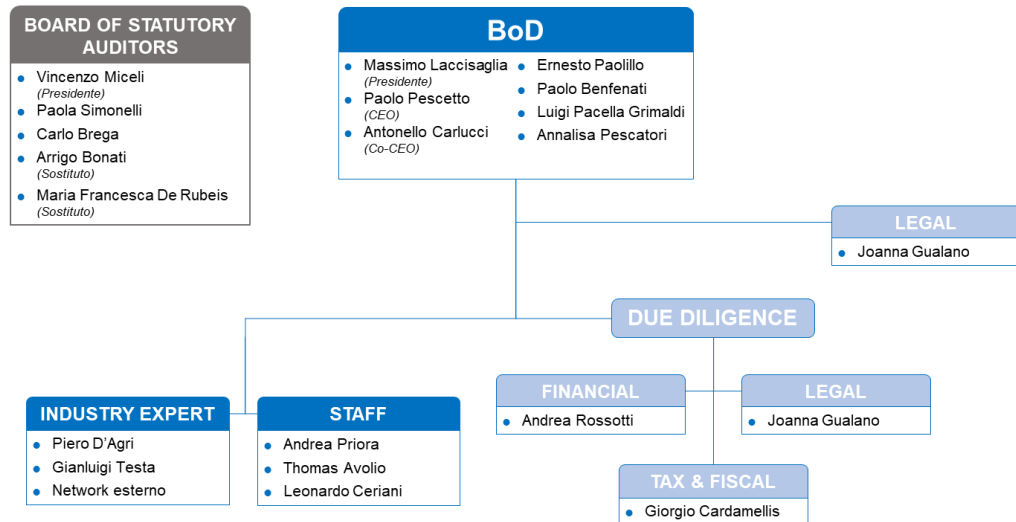 BOARD OF STATUTORY
AUDITORS
Vincenzo Miceli
(Presidente)
Paola Simonelli
Carlo Brega
Arrigo Bonati
(Sostituto)
Maria Francesca De Rubeis
(Sostituto)
BoD
Massimo Laccisaglia
(Presidente)
Paolo Pescetto
(CEO)
Antonello Carlucci
(Co-CEO)
Ernesto Paolillo
Paolo Benfenati
Luigi Pacella Grimaldi
Annalisa Pescatori
LEGAL
Joanna Gualano
DUE DILIGENCE
FINANCIAL
Andrea Rossotti
LEGAL
Joanna Gualano
INDUSTRY EXPERT
Piero D'Agri
Gianluigi Testa
Network esterno
STAFF
Andrea Priora
Thomas Avolio
Leonardo Ceriani
TAX & FISCAL
Giorgio Cardamellis